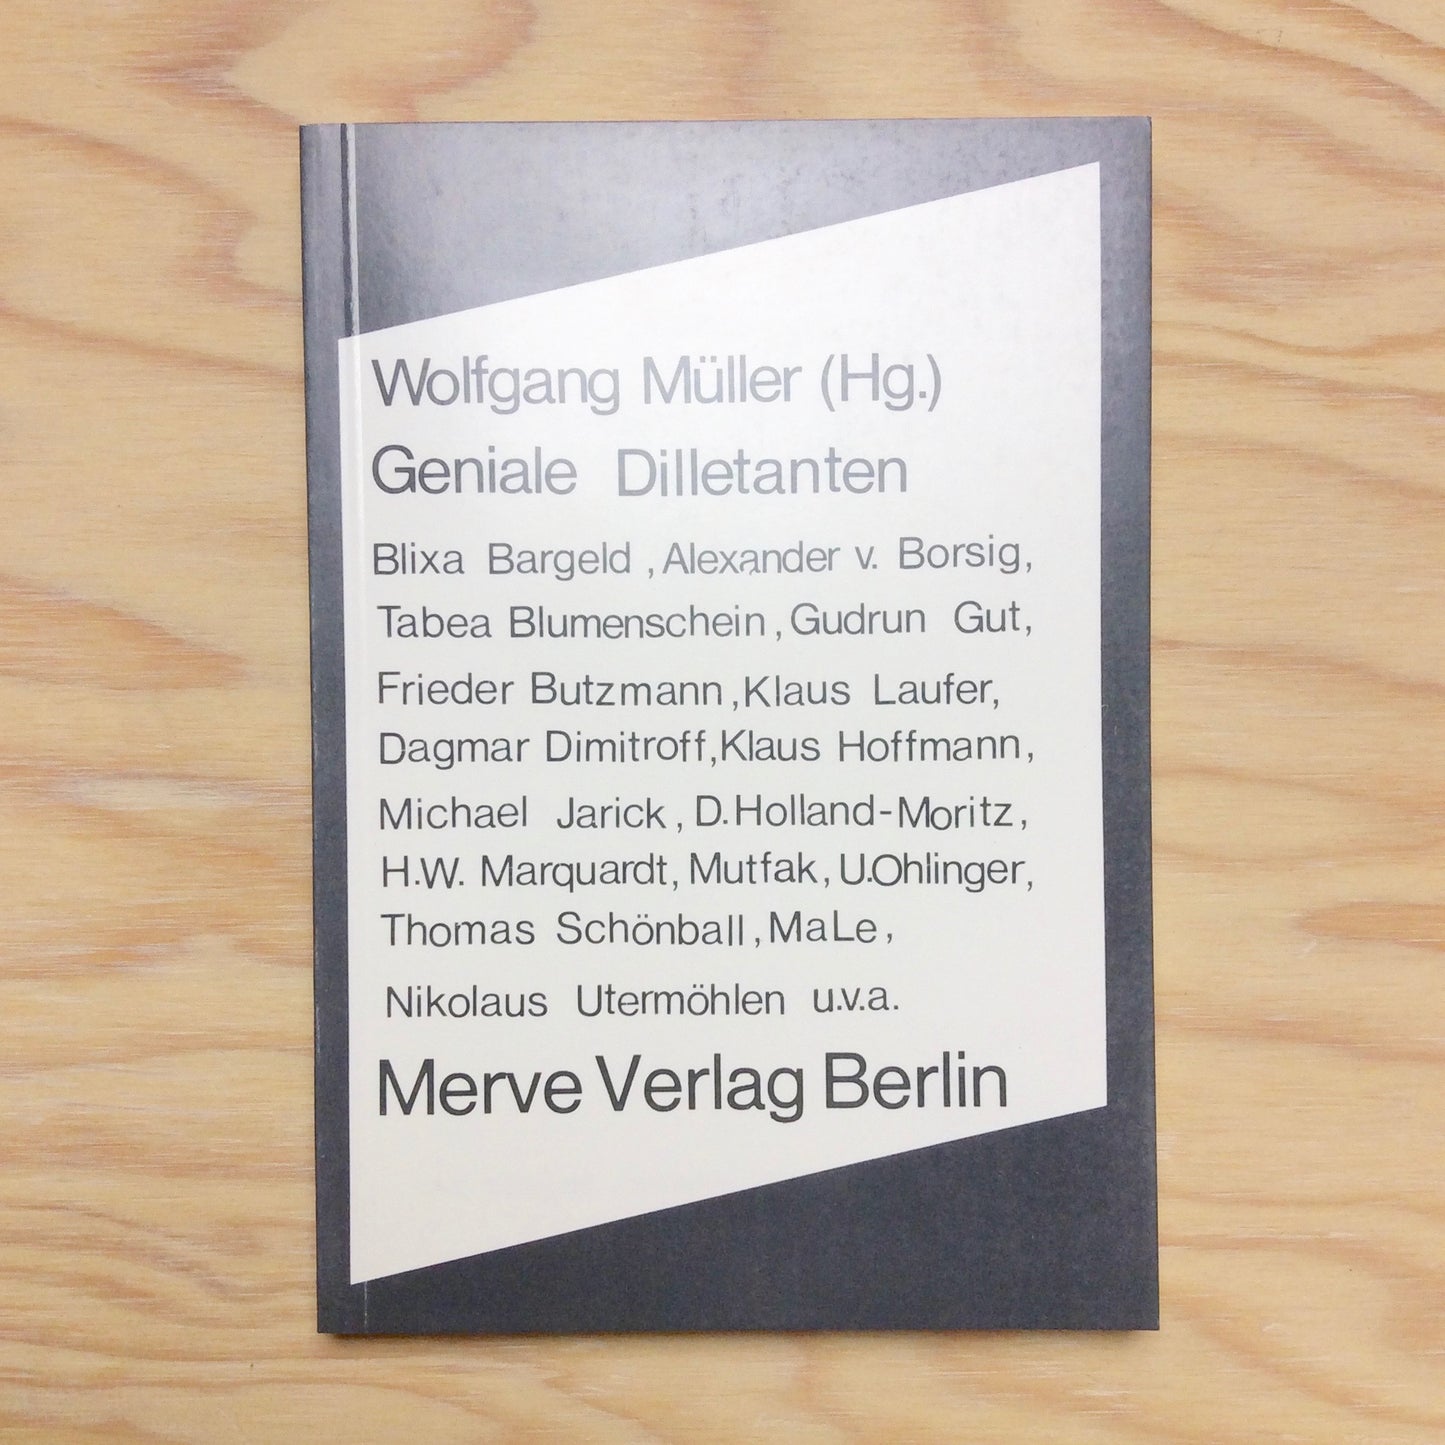 Wolfgang Müller (Hg.)
Geniale Dilletanten
Blixa Bargeld , Alexander v. Borsig,
Tabea Blumenschein , Gudrun Gut,
Frieder Butzmann , Klaus Laufer,
Dagmar Dimitroff, Klaus Hoffmann ,
Michael Jarick , D. Holland-Moritz ,
H.W. Marquardt, Mutfak, U.Ohlinger,
Thomas Schönball , MaLe ,
Nikolaus Utermöhlen u.v.a.
Merve Verlag Berlin